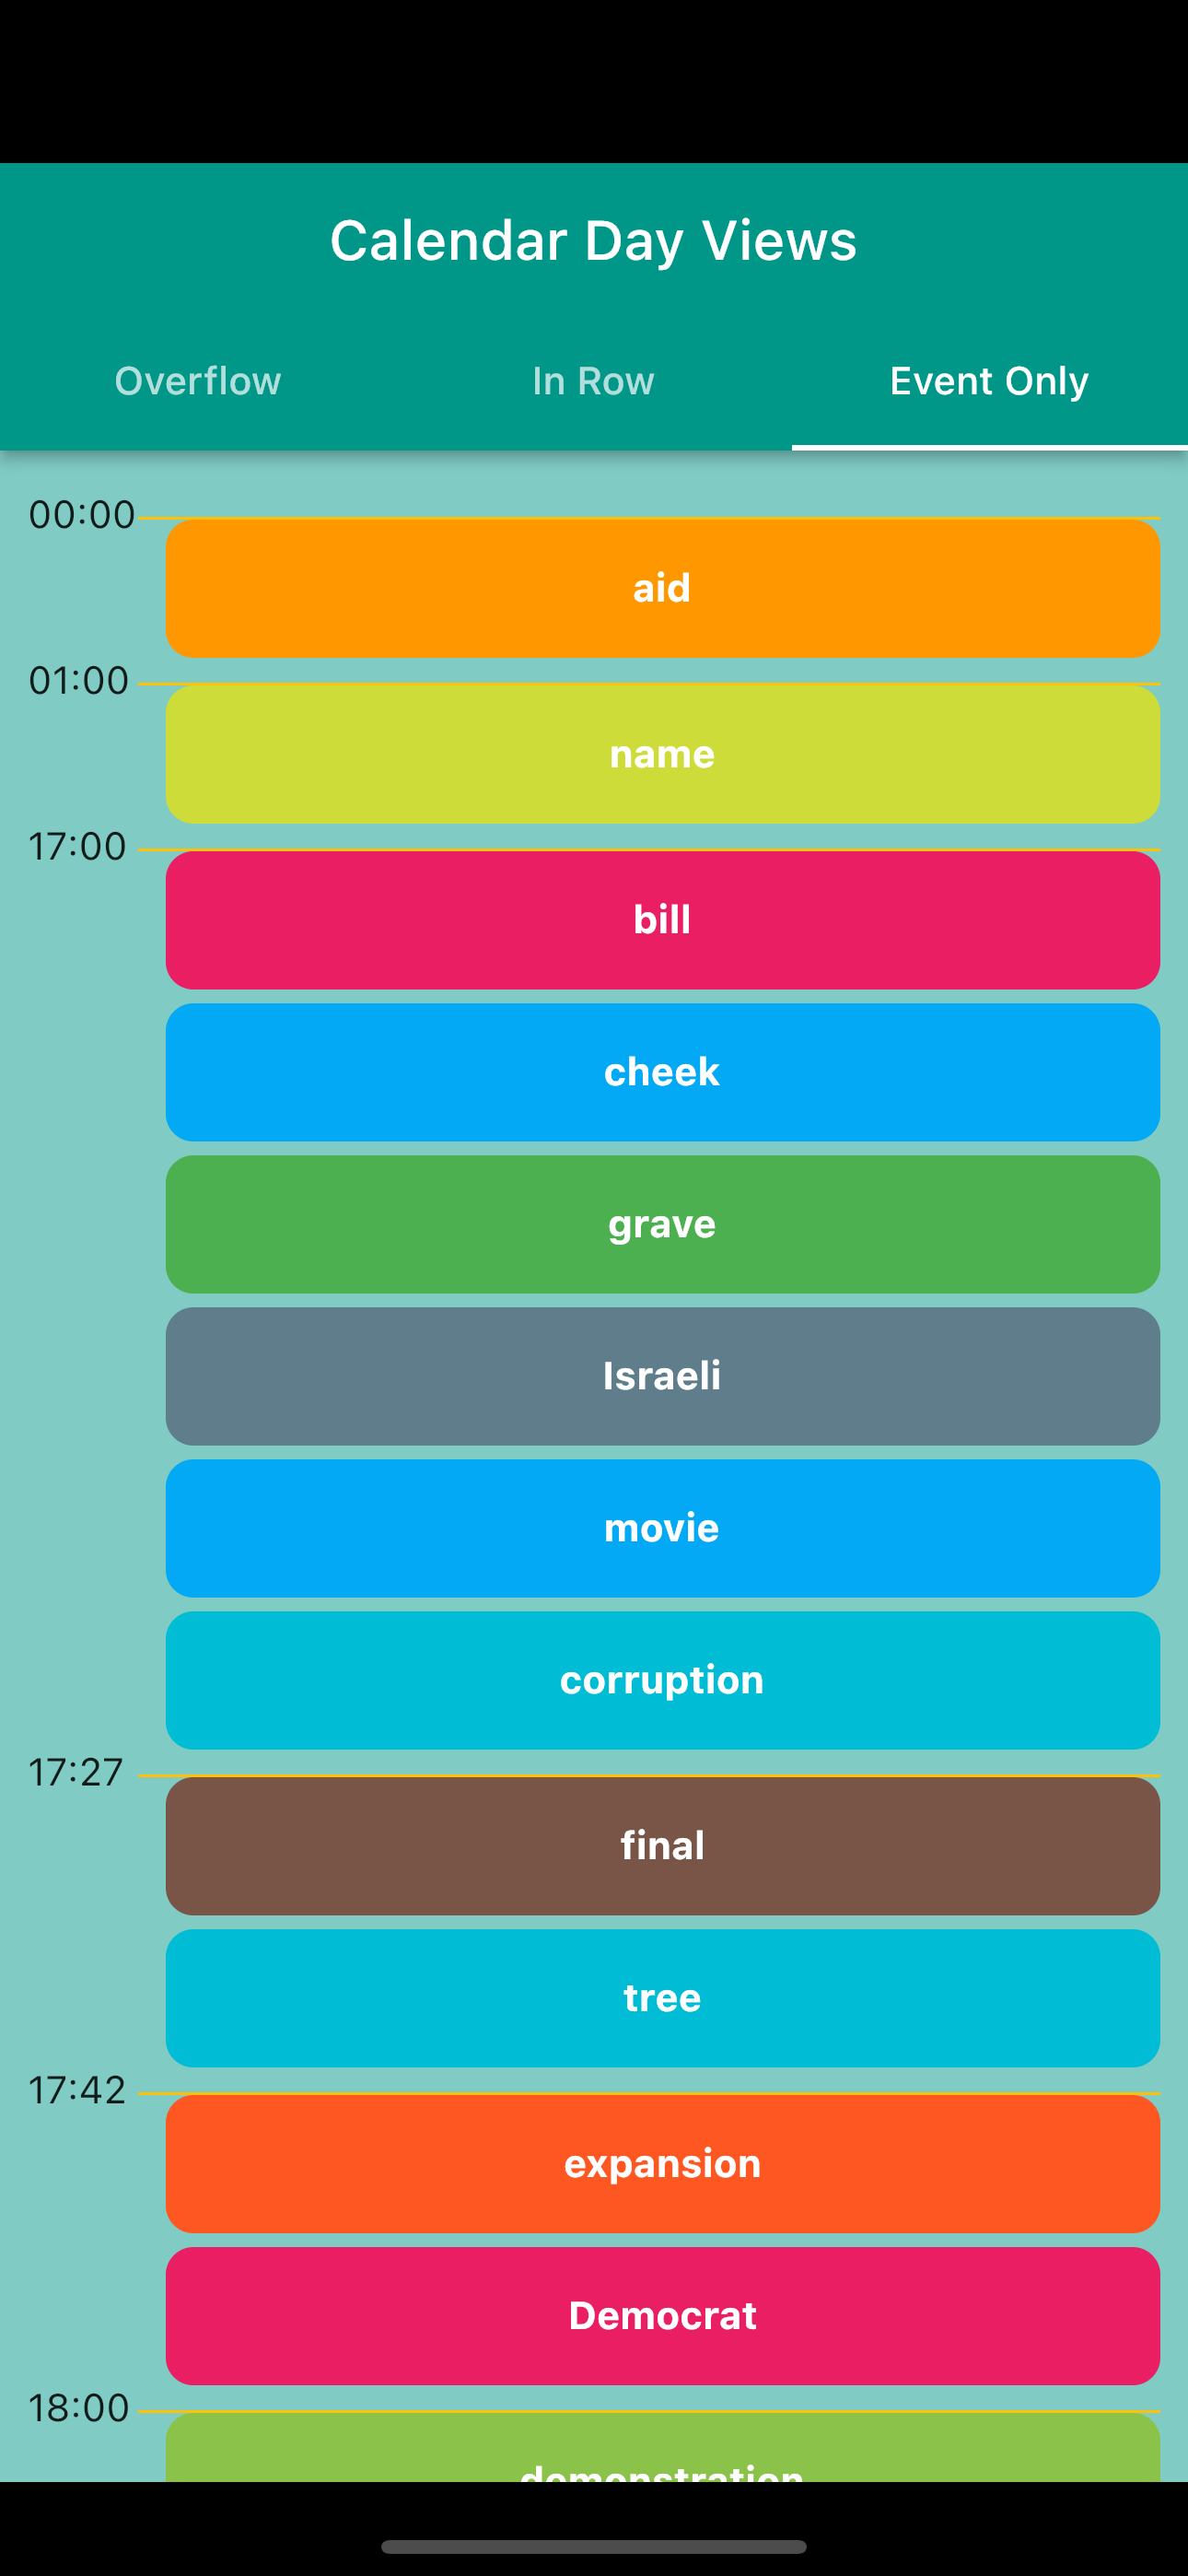 Calendar Day Views
Overflow In Row Event Only
00:00
aid
01:00
name
17:00
bill
cheek
grave
Israeli
movie
corruption
17:27
final
tree
17:42
expansion
Democrat
18:00
demonstration